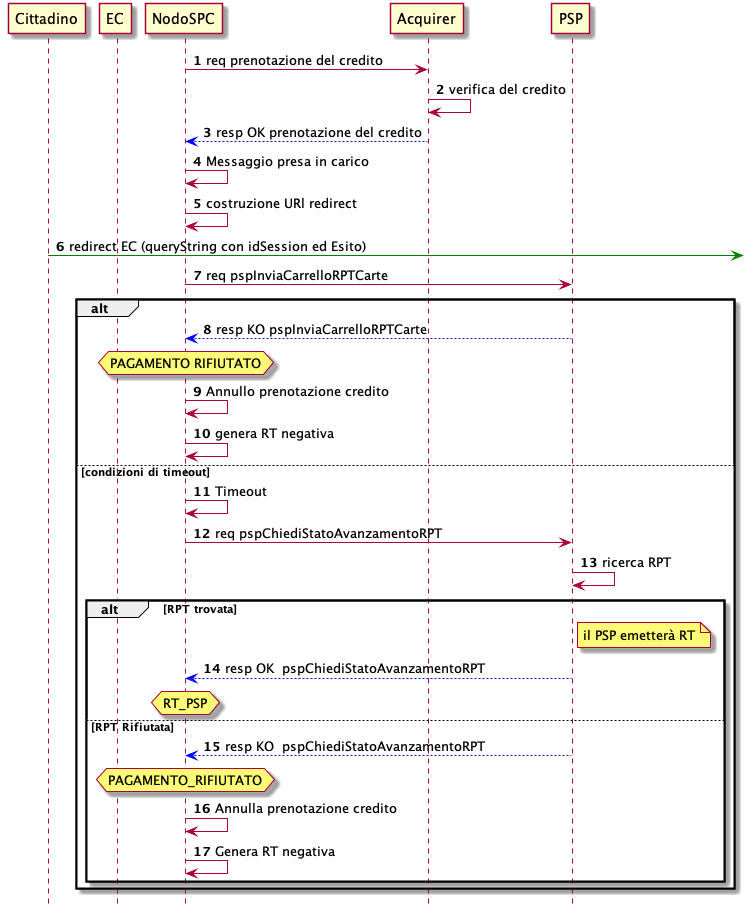 Cittadino
EC
NodoSPC
Acquirer
PSP
1 req prenotazione del credito
2 verifica del credito
3 resp OK prenotazione del credito
4 Messaggio presa in carico
5 costruzione URl redirect
6 redirect EC (queryString con idSession ed Esito)
7 req pspInviaCarrelloRPTCarte
alt
8 resp KO pspInviaCarrelloRPTCarte
PAGAMENTO RIFIUTATO
9 Annullo prenotazione credito
10 genera RT negativa
[condizioni di timeout]
11 Timeout
12 req pspChiediStatoAvanzamentoRPT
13 ricerca RPT
alt [RPT trovata]
il PSP emetterà RT
14 resp OK  pspChiediStatoAvanzamentoRPT
RT_PSP
[RPT Rifiutata]
15 resp KO  pspChiediStatoAvanzamentoRPT
PAGAMENTO_RIFIUTATO
16 Annulla prenotazione credito
17 Genera RT negativa